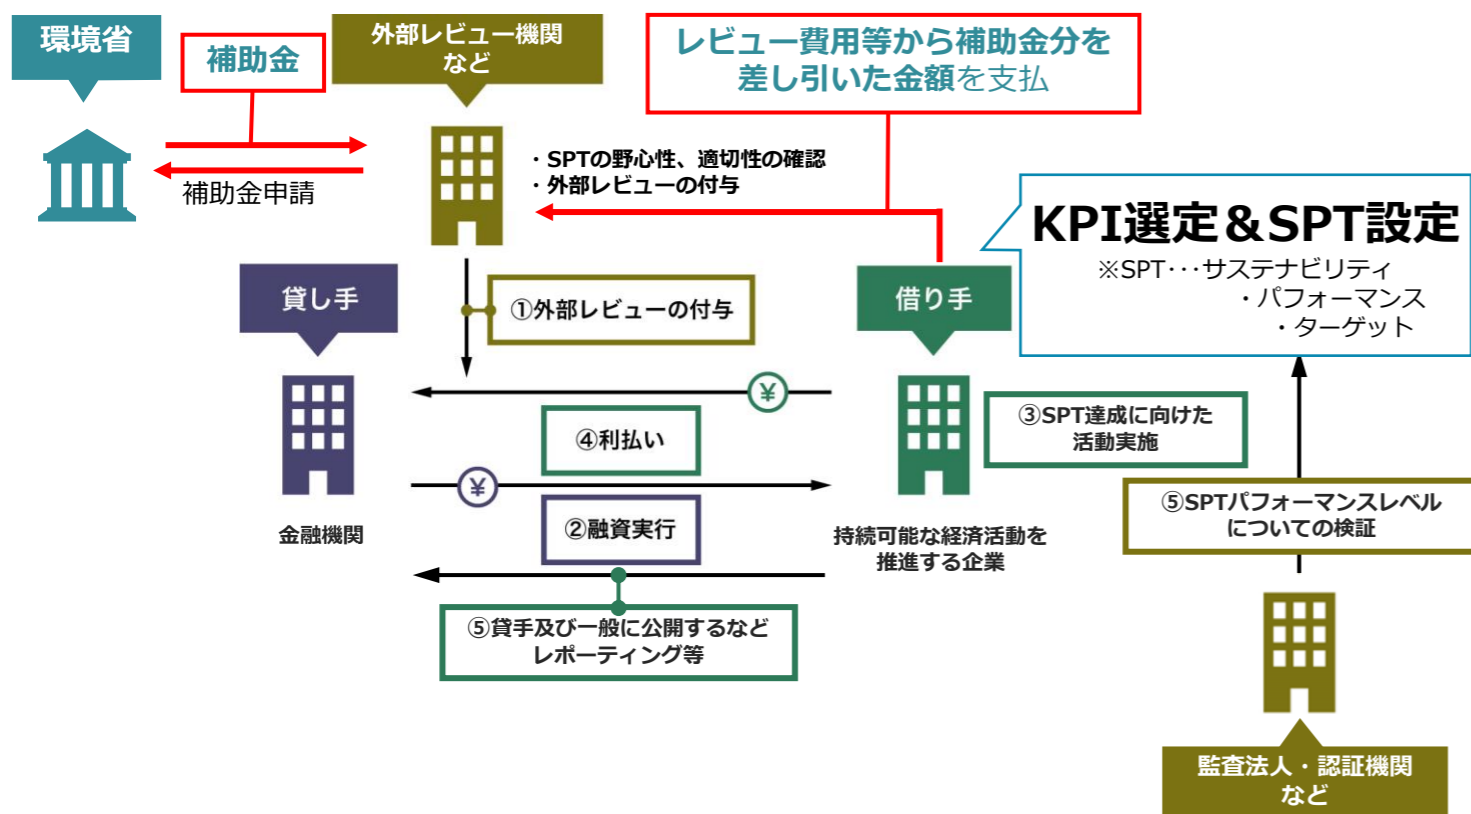 環境省
補助金
外部レビュー機関
など
レビュー費用等から補助金分を
差し引いた金額を支払
補助金申請
・SPTの野心性、適切性の確認
・外部レビューの付与
KPI選定＆SPT設定
※SPT･･･サステナビリティ
・パフォーマンス
・ターゲット
貸し手
①外部レビューの付与
借り手
¥
④利払い
③SPT達成に向けた
活動実施
¥
②融資実行
金融機関
持続可能な経済活動を
推進する企業
⑤SPTパフォーマンスレベル
についての検証
⑤貸手及び一般に公開するなど
レポーティング等
監査法人・認証機関
など